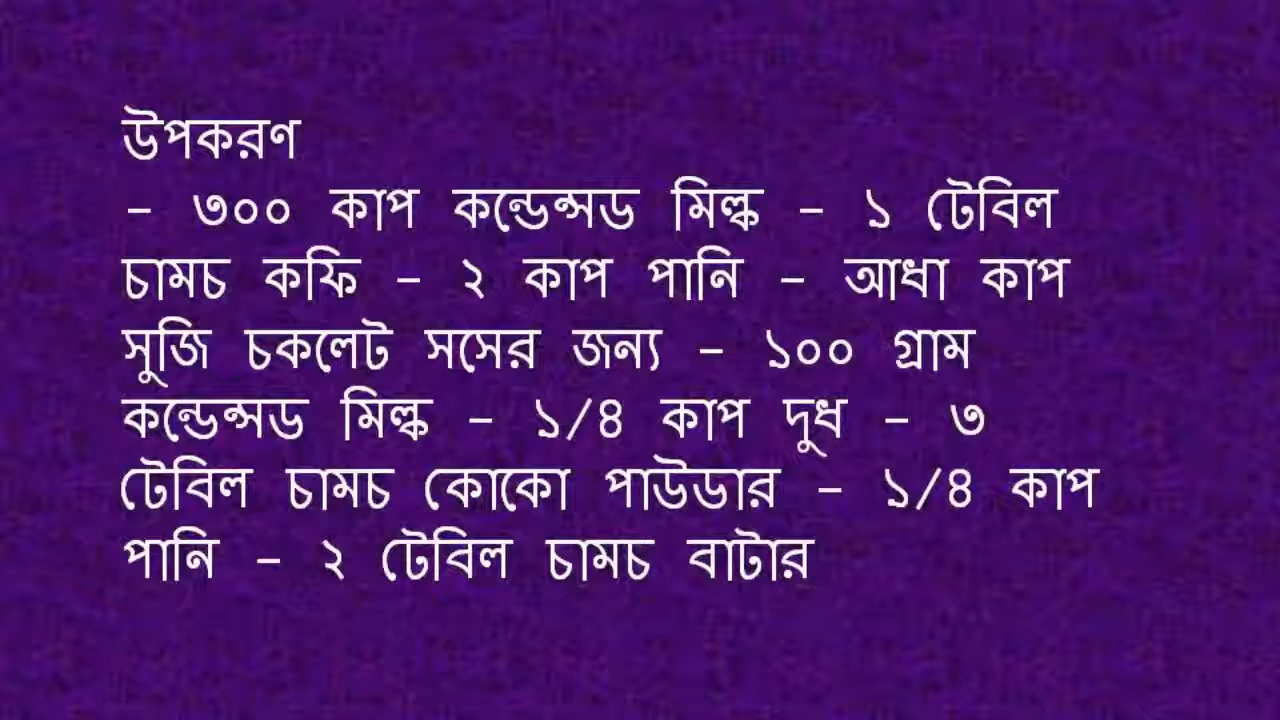 উপকরণ
– ৩০০ কাপ কন্ডেন্সড মিল্ক – ১ টেবিল
চামচ কফি – ২ কাপ পানি – আধা কাপ
সুজি চকলেট সসের জন্য – ১০০ গ্রাম
কন্ডেন্সড মিল্ক – ১/৪ কাপ দুধ – ৩
টেবিল চামচ কোকো পাউডার – ১/৪ কাপ
পানি – ২ টেবিল চামচ বাটার